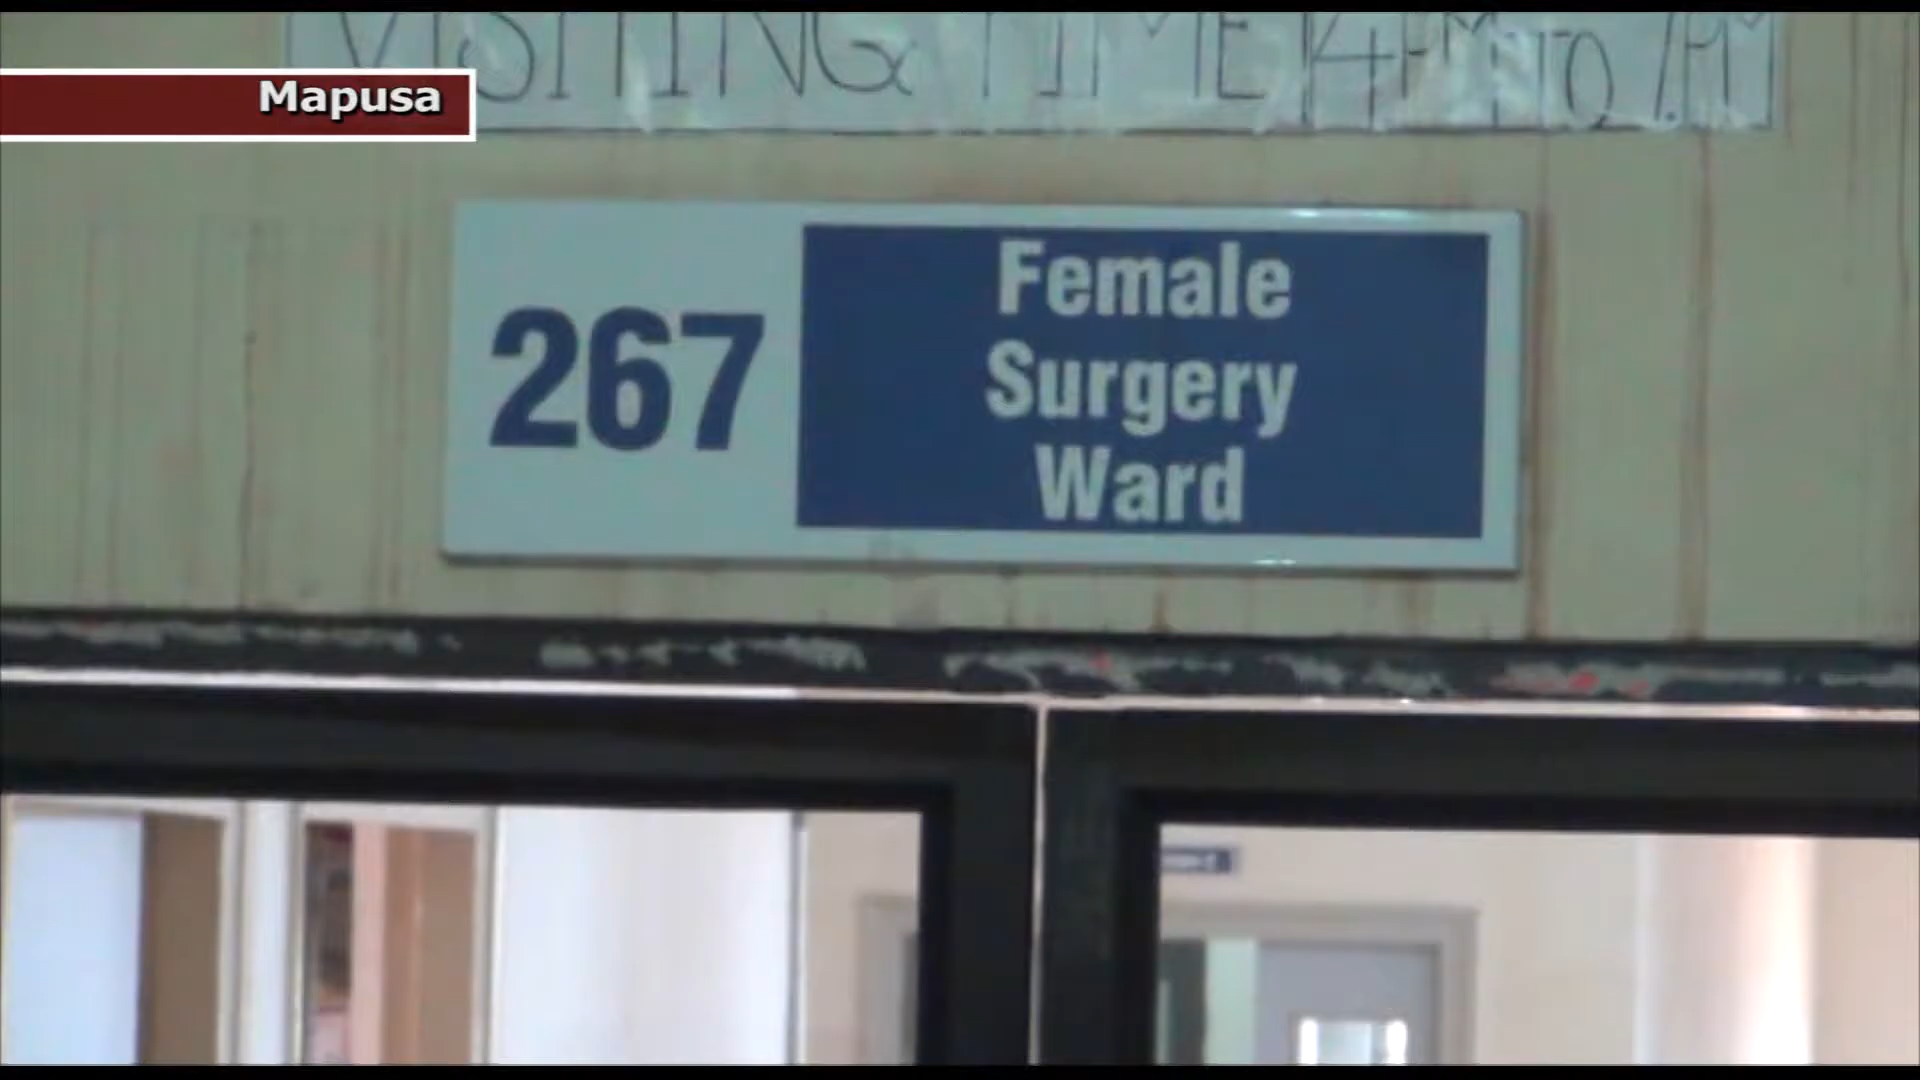 VISITING TIME 4PM TO 7PM
Mapusa
267
Female
Surgery
Ward